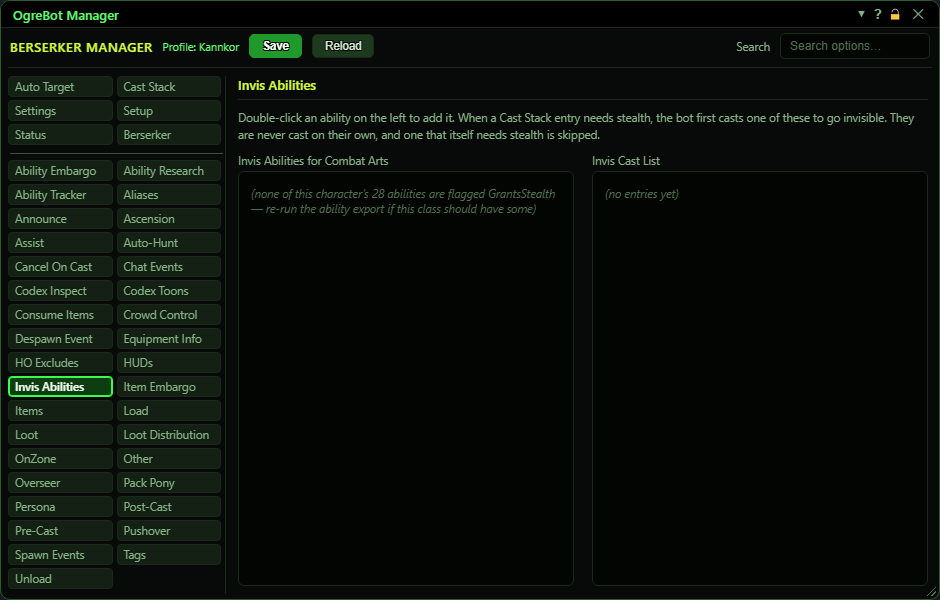 OgreBot Manager
▼ ? 🔓 ✕
BERSERKER MANAGER Profile: Kannkor Save Reload Search Search options...
Auto Target Cast Stack
Settings Setup
Status Berserker
Ability Embargo Ability Research
Ability Tracker Aliases
Announce Ascension
Assist Auto-Hunt
Cancel On Cast Chat Events
Codex Inspect Codex Toons
Consume Items Crowd Control
Despawn Event Equipment Info
HO Excludes HUDs
Invis Abilities Item Embargo
Items Load
Loot Loot Distribution
OnZone Other
Overseer Pack Pony
Persona Post-Cast
Pre-Cast Pushover
Spawn Events Tags
Unload
Invis Abilities
Double-click an ability on the left to add it. When a Cast Stack entry needs stealth, the bot first casts one of these to go invisible. They
are never cast on their own, and one that itself needs stealth is skipped.
Invis Abilities for Combat Arts
(none of this character's 28 abilities are flagged GrantsStealth
— re-run the ability export if this class should have some)
Invis Cast List
(no entries yet)